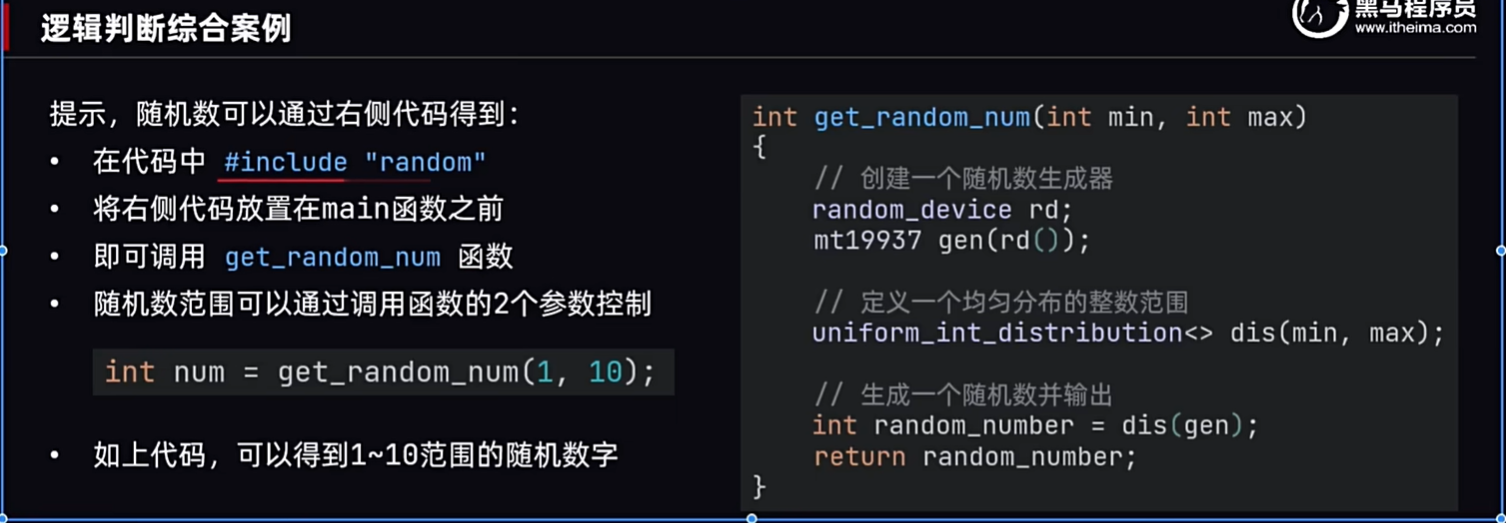 逻辑判断综合案例
黑马程序员
www.itheima.com
提示，随机数可以通过右侧代码得到：
• 在代码中 #include "random"
• 将右侧代码放置在main函数之前
• 即可调用 get_random_num 函数
• 随机数范围可以通过调用函数的2个参数控制
int num = get_random_num(1, 10);
• 如上代码，可以得到1~10范围的随机数字
int get_random_num(int min, int max)
{
// 创建一个随机数生成器
random_device rd;
mt19937 gen(rd());
// 定义一个均匀分布的整数范围
uniform_int_distribution<> dis(min, max);
// 生成一个随机数并输出
int random_number = dis(gen);
return random_number;
}